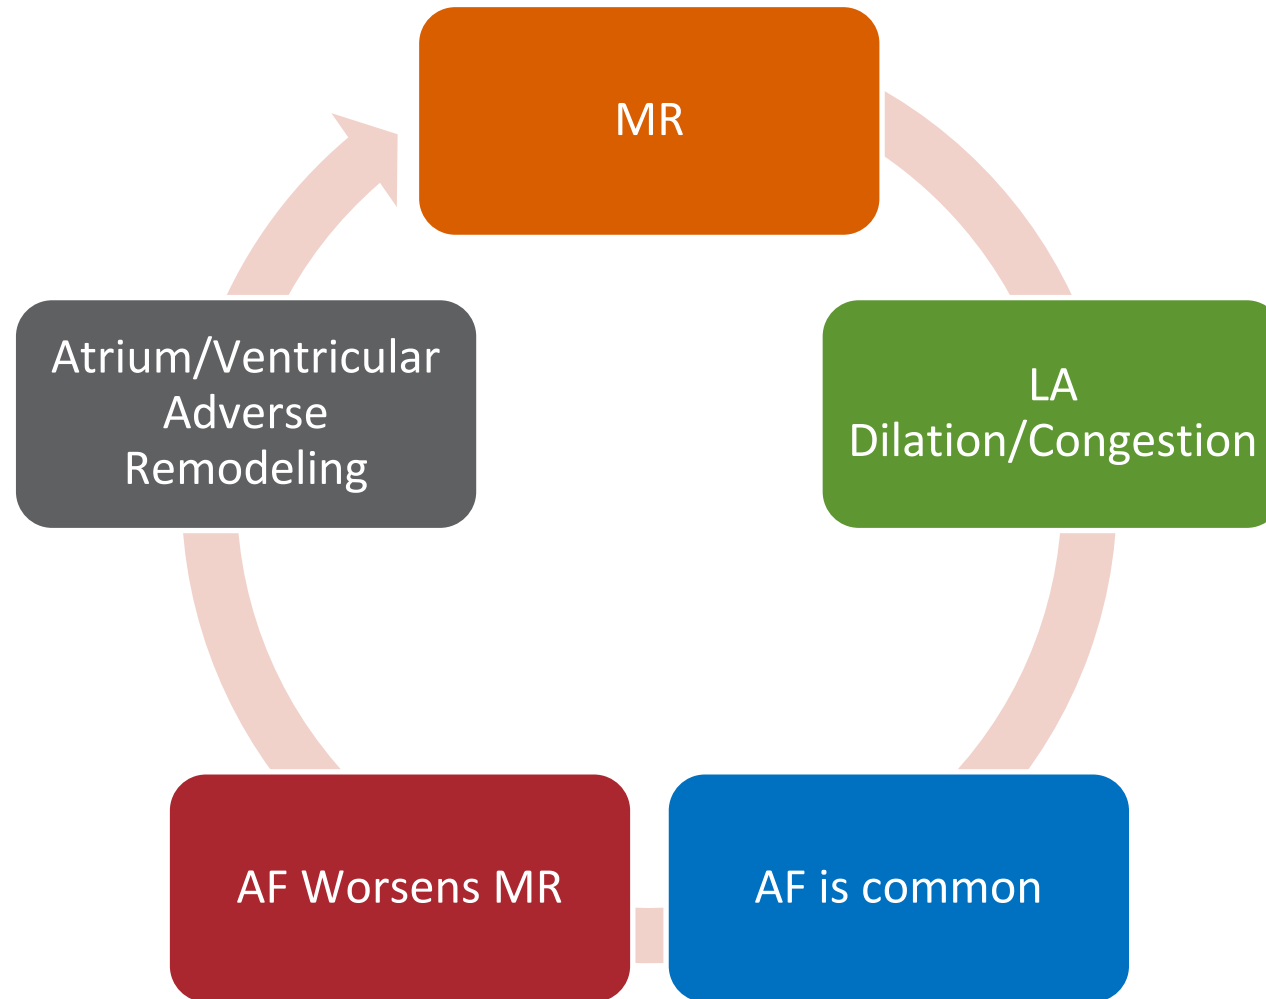 MR
LA
Dilation/Congestion
AF is common
AF Worsens MR
Atrium/Ventricular
Adverse
Remodeling